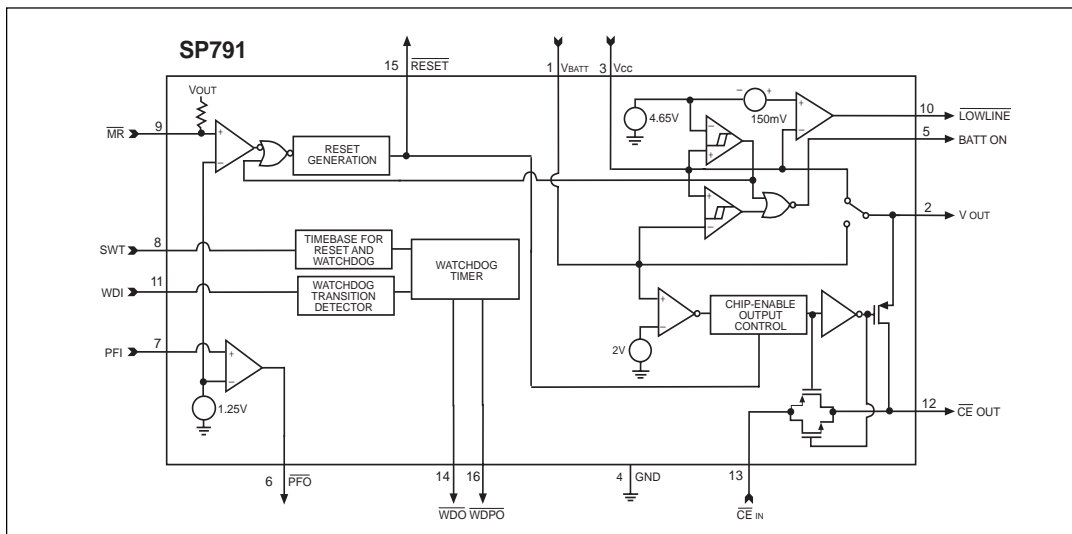 SP791
15 RESET
1 VBATT
3 Vcc
VOUT
MR 9
+
−
RESET
GENERATION
4.65V
− +
150mV
+
−
10 LOWLINE
5 BATT ON
−
+
+
−
2 V OUT
SWT 8
TIMEBASE FOR
RESET AND
WATCHDOG
WATCHDOG
TIMER
WDI 11
WATCHDOG
TRANSITION
DETECTOR
+
−
CHIP-ENABLE
OUTPUT
CONTROL
2V
PFI 7
+
−
1.25V
12 CE OUT
6 PFO
14 WDO
16 WDPO
4 GND
13 CE IN